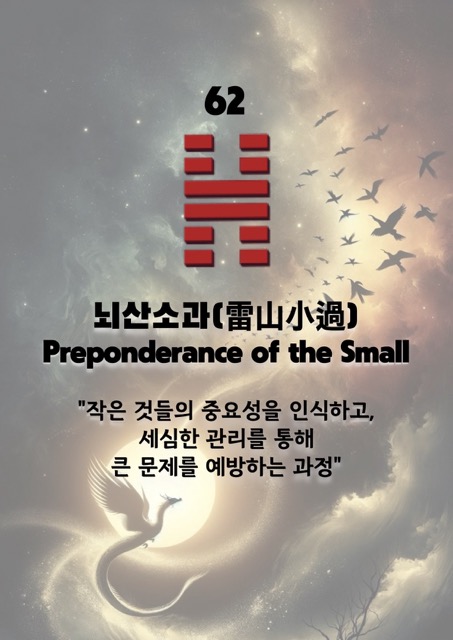 62
뇌산소과(雷山小過)
Preponderance of the Small
"작은 것들의 중요성을 인식하고,
세심한 관리를 통해
큰 문제를 예방하는 과정"